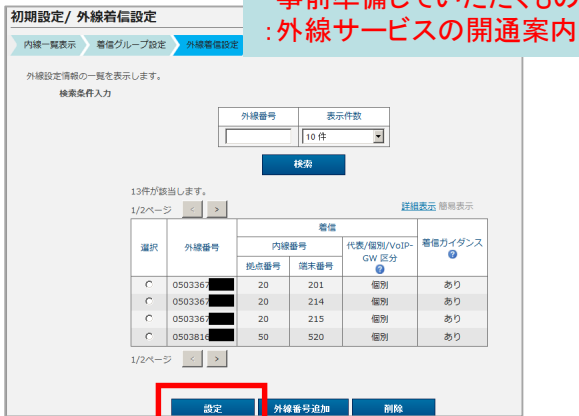 事前準備していただくもの
:外線サービスの開通案内
初期設定/ 外線着信設定
内線一覧表示 着信グループ設定 外線着信設定
外線設定情報の一覧を表示します。
検索条件入力
外線番号 表示件数
10 件
検索
13件が該当します。
1/2ページ < > 詳細表示 簡易表示
選択 外線番号 着信 着信ガイダンス ?
内線番号 代表/個別/VoIP-GW 区分 ?
拠点番号 端末番号
0503367 20 201 個別 あり
0503367 20 214 個別 あり
0503367 20 215 個別 あり
0503816 50 520 個別 あり
1/2ページ < >
設定 外線番号追加 削除